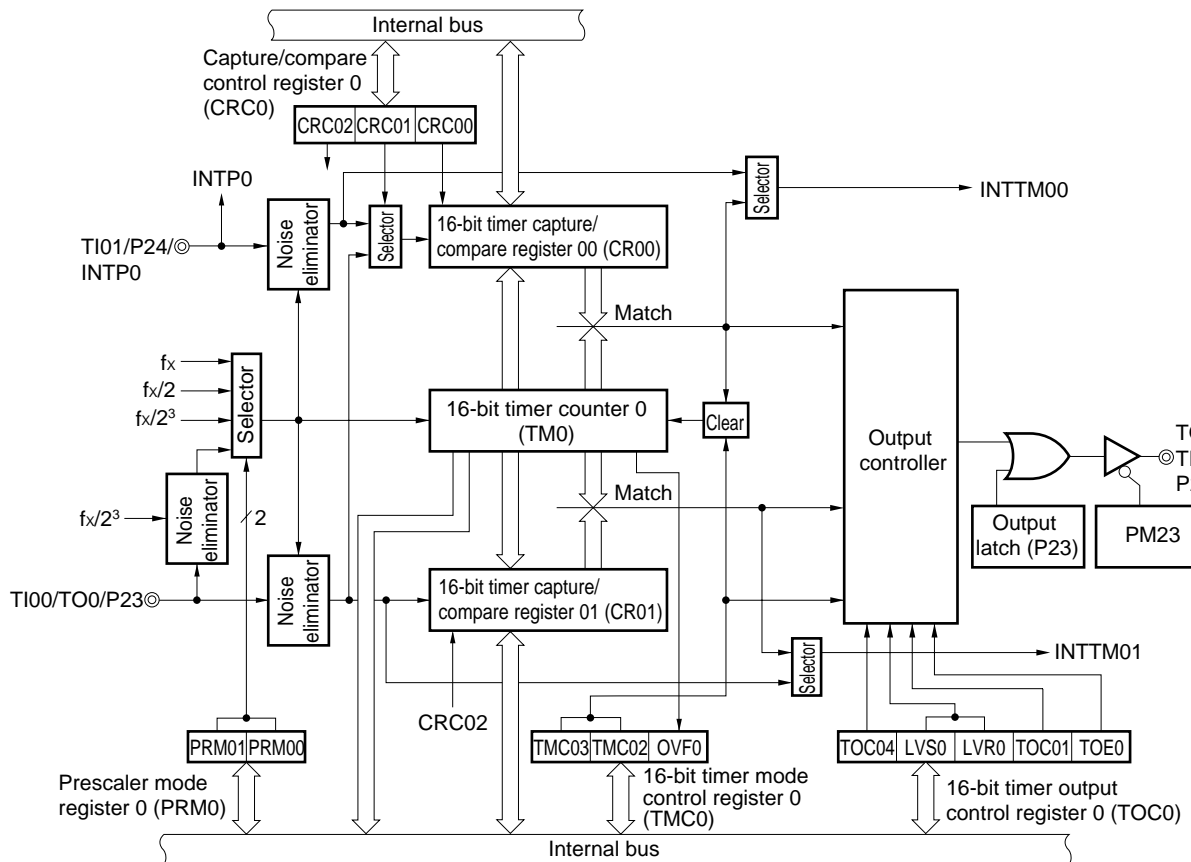 Internal bus
Capture/compare
control register 0
(CRC0)
CRC02 CRC01 CRC00
INTP0
TI01/P24/
INTP0
Noise
eliminator
Selector
16-bit timer capture/
compare register 00 (CR00)
Selector
INTTM00
Match
fX
fX/2
fX/2³
Selector
16-bit timer counter 0
(TM0)
Clear
Output
controller
fX/2³
Noise
eliminator
2
Match
Output
latch (P23)
PM23
TI00/TO0/P23
Noise
eliminator
16-bit timer capture/
compare register 01 (CR01)
Selector
INTTM01
CRC02
PRM01 PRM00
TMC03 TMC02 OVF0
TOC04 LVS0 LVR0 TOC01 TOE0
Prescaler mode
register 0 (PRM0)
16-bit timer mode
control register 0
(TMC0)
16-bit timer output
control register 0 (TOC0)
Internal bus